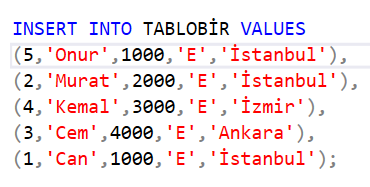 INSERT INTO TABLOBİR VALUES
(5,'Onur',1000,'E','İstanbul'),
(2,'Murat',2000,'E','İstanbul'),
(4,'Kemal',3000,'E','İzmir'),
(3,'Cem',4000,'E','Ankara'),
(1,'Can',1000,'E','İstanbul');